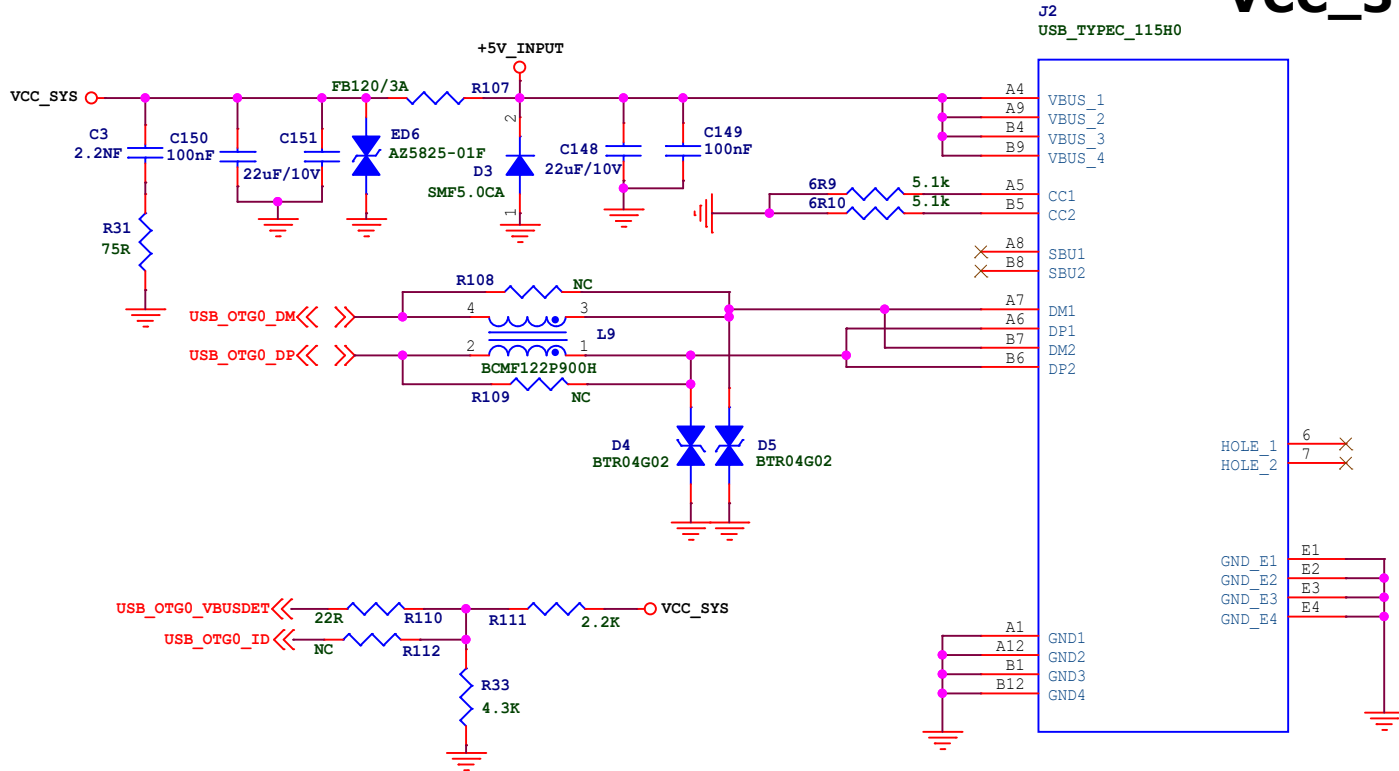 VCC_S
J2
USB_TYPEC_115H0
+5V_INPUT
VCC_SYS
FB120/3A
R107
C3
2.2NF
C150
100nF
C151
22uF/10V
ED6
AZ5825-01F
2
D3
SMF5.0CA
1
C148
22uF/10V
C149
100nF
A4
VBUS_1
A9
VBUS_2
B4
VBUS_3
B9
VBUS_4
6R9
5.1k
A5
CC1
6R10
5.1k
B5
CC2
R31
75R
A8
SBU1
B8
SBU2
R108
NC
USB_OTG0_DM
4
3
L9
USB_OTG0_DP
2
1
BCMF122P900H
R109
NC
A7
DM1
A6
DP1
B7
DM2
B6
DP2
D4
BTR04G02
D5
BTR04G02
HOLE_1
6
HOLE_2
7
GND_E1
E1
GND_E2
E2
GND_E3
E3
GND_E4
E4
USB_OTG0_VBUSDET
22R
R110
R111
2.2K
VCC_SYS
USB_OTG0_ID
NC
R112
R33
4.3K
A1
GND1
A12
GND2
B1
GND3
B12
GND4